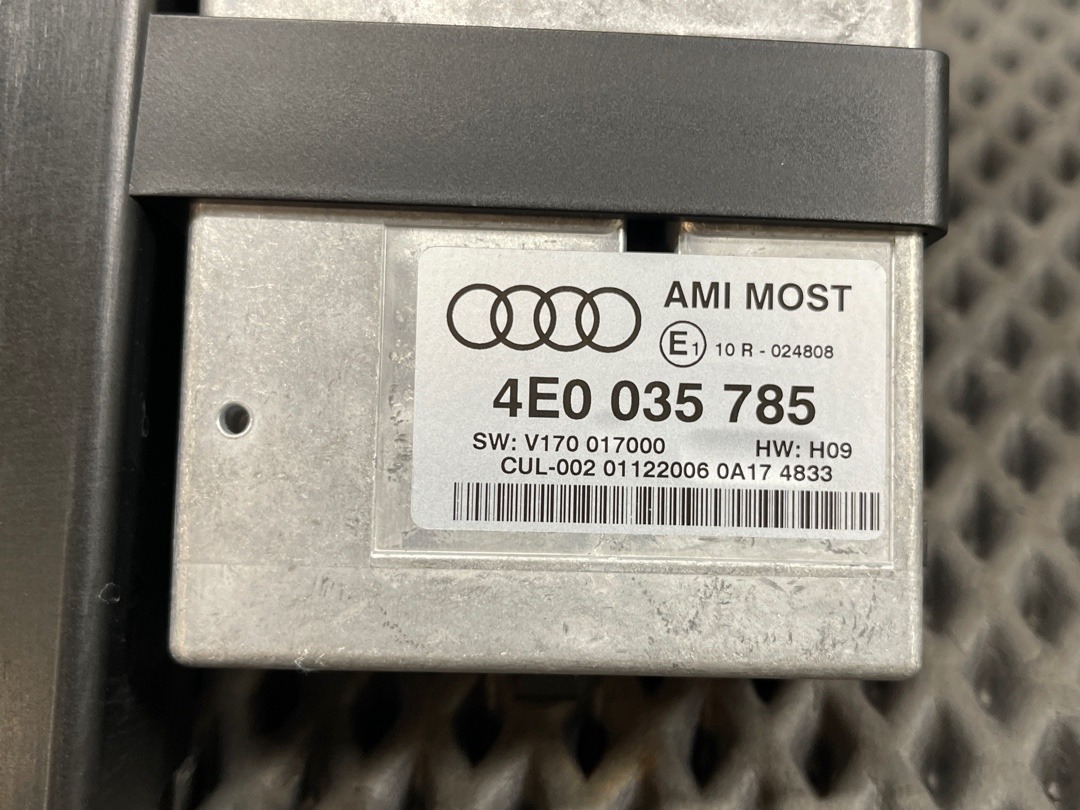 AMI MOST
E1 10 R - 024808
4E0 035 785
SW: V170 017000 HW: H09
CUL-002 01122006 0A17 4833